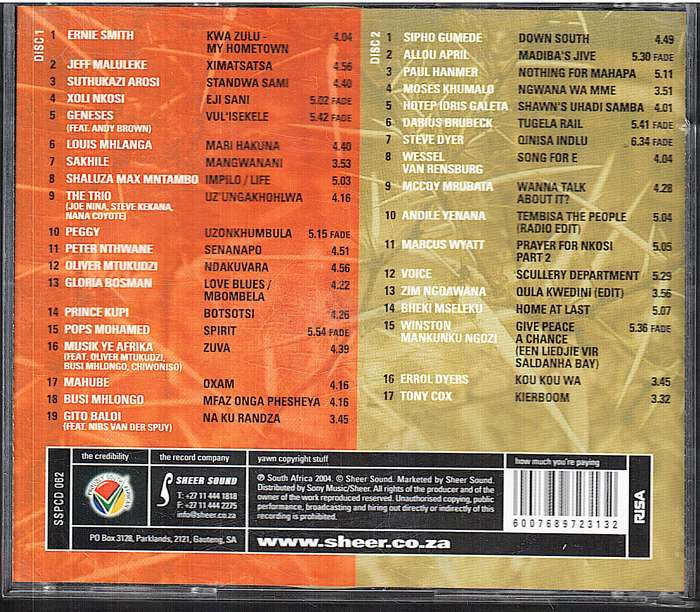 DISC 1
1 ERNIE SMITH KWA ZULU - 4.04
MY HOMETOWN
2 JEFF MALULEKE XIMATSATSA 4.56
3 SUTHUKAZI AROSI STANDWA SAMI 4.40
4 XOLI NKOSI EJI SANI 5.02 FADE
5 GENESES VUL'ISEKELE 5.42 FADE
(FEAT. ANDY BROWN)
6 LOUIS MHLANGA MARI HAKUNA 4.40
7 SAKHILE MANGWANANI 3.53
8 SHALUZA MAX MNTAMBO IMPILO / LIFE 5.03
9 THE TRIO UZ'UNGAKHOHLWA 4.16
(JOE NINA, STEVE KEKANA,
NANA COYOTE)
10 PEGGY UZONKHUMBULA 5.15 FADE
11 PETER NTHWANE SENANAPO 4.51
12 OLIVER MTUKUDZI NDAKUVARA 4.56
13 GLORIA BOSMAN LOVE BLUES / 4.22
MBOMBELA
14 PRINCE KUPI BOTSOTSI 4.26
15 POPS MOHAMED SPIRIT 5.54 FADE
16 MUSIK YE AFRIKA ZUVA 4.39
(FEAT. OLIVER MTUKUDZI,
BUSI MHLONGO, CHIWONISO)
17 MAHUBE OXAM 4.16
18 BUSI MHLONGO MFAZ ONGA PHESHEYA 4.16
19 GITO BALOI NA KU RANDZA 3.45
(FEAT. NIBS VAN DER SPUY)
DISC 2
1 SIPHO GUMEDE DOWN SOUTH 4.49
2 ALLOU APRIL MADIBA'S JIVE 5.30 FADE
3 PAUL HANMER NOTHING FOR MAHAPA 5.11
4 MOSES KHUMALO NGWANA WA MME 3.51
5 HOTEP IDRIS GALETA SHAWN'S UHADI SAMBA 4.01
6 DARIUS BRUBECK TUGELA RAIL 5.41 FADE
7 STEVE DYER QINISA INDLU 6.34 FADE
8 WESSEL SONG FOR E 4.04
VAN RENSBURG
9 MCCOY MRUBATA WANNA TALK 4.28
ABOUT IT?
10 ANDILE YENANA TEMBISA THE PEOPLE 5.04
(RADIO EDIT)
11 MARCUS WYATT PRAYER FOR NKOSI 5.05
PART 2
12 VOICE SCULLERY DEPARTMENT 5.29
13 ZIM NGQAWANA QULA KWEDINI (EDIT) 3.56
14 BHEKI MSELEKU HOME AT LAST 5.07
15 WINSTON GIVE PEACE 5.36 FADE
MANKUNKU NGOZI A CHANCE
(EEN LIEDJIE VIR
SALDANHA BAY)
16 ERROL DYERS KOU KOU WA 3.45
17 TONY COX KIERBOOM 3.32
SSPCD 062
the credibility
the record company
SHEER SOUND
T: +27 11 444 1818
F: +27 11 444 2275
info@sheer.co.za
PO Box 3128, Parklands, 2121, Gauteng, SA
yawn copyright stuff
℗ South Africa 2004. © Sheer Sound. Marketed by Sheer Sound.
Distributed by Sony Music/Sheer. All rights of the producer and of the
owner of the work reproduced reserved. Unauthorised copying, public
performance, broadcasting and hiring out directly or indirectly of this
recording is prohibited.
www.sheer.co.za
how much you're paying
6007689723132
RISA